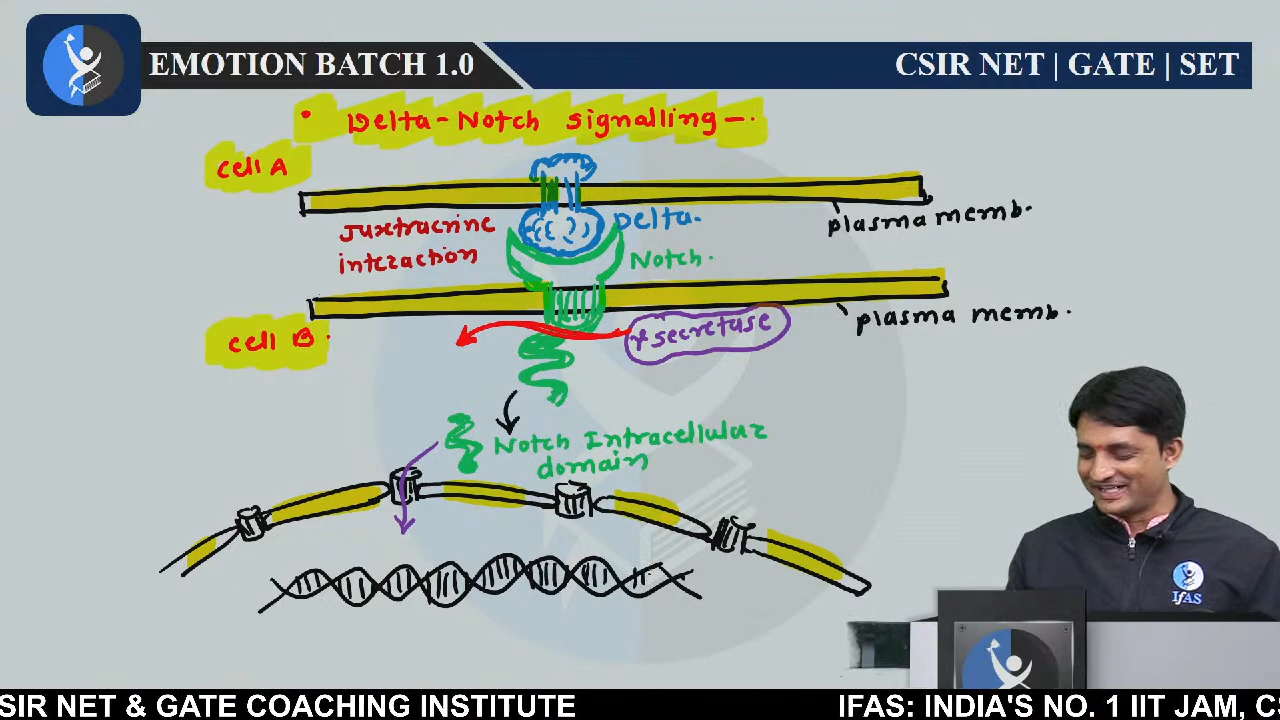 EMOTION BATCH 1.0
CSIR NET | GATE | SET
• Delta-Notch signalling -.
Cell A
Juxtracrine
interaction
Delta.
plasma memb.
Notch.
Cell B.
γ secretase
plasma memb.
Notch Intracellular
domain
IFAS
SIR NET & GATE COACHING INSTITUTE
IFAS: INDIA'S NO. 1 IIT JAM, CS